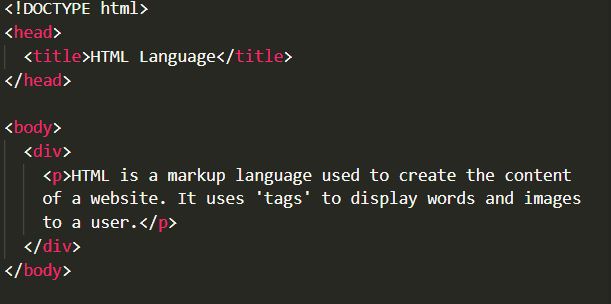 <!DOCTYPE html>
<head>
<title>HTML Language</title>
</head>
<body>
<div>
<p>HTML is a markup language used to create the content
of a website. It uses 'tags' to display words and images
to a user.</p>
</div>
</body>